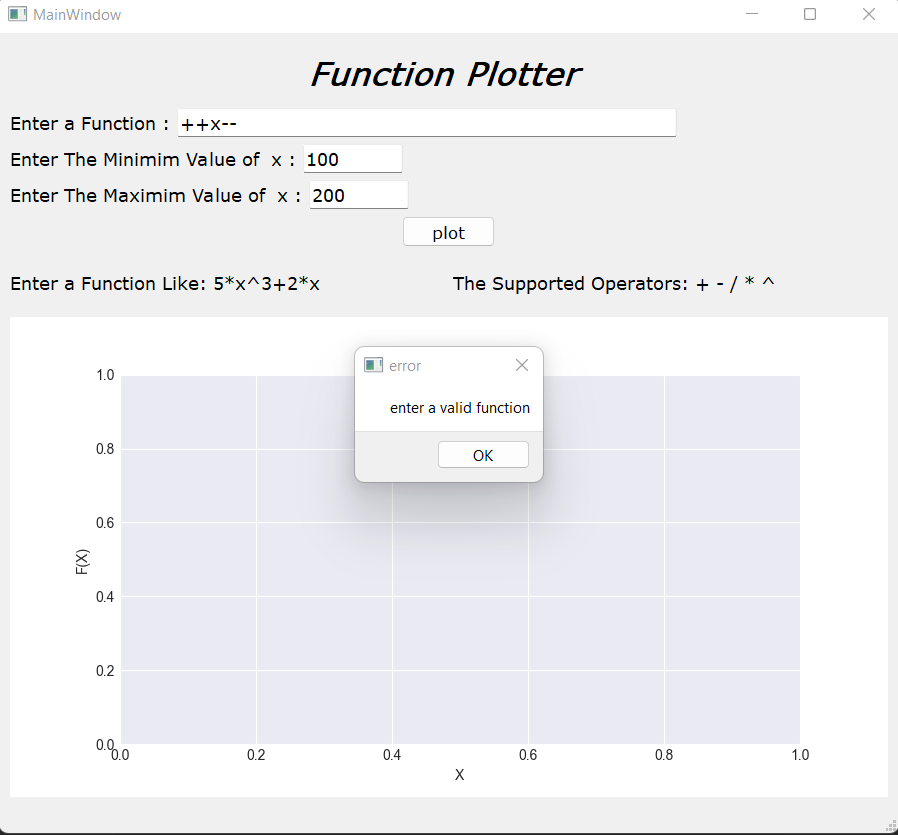 MainWindow
Function Plotter
Enter a Function : ++x--
Enter The Minimim Value of x : 100
Enter The Maximim Value of x : 200
plot
Enter a Function Like: 5*x^3+2*x The Supported Operators: + - / * ^
error
enter a valid function
OK
1.0
0.8
0.6
0.4
0.2
0.0
F(X)
0.0 0.2 0.4 0.6 0.8 1.0
X